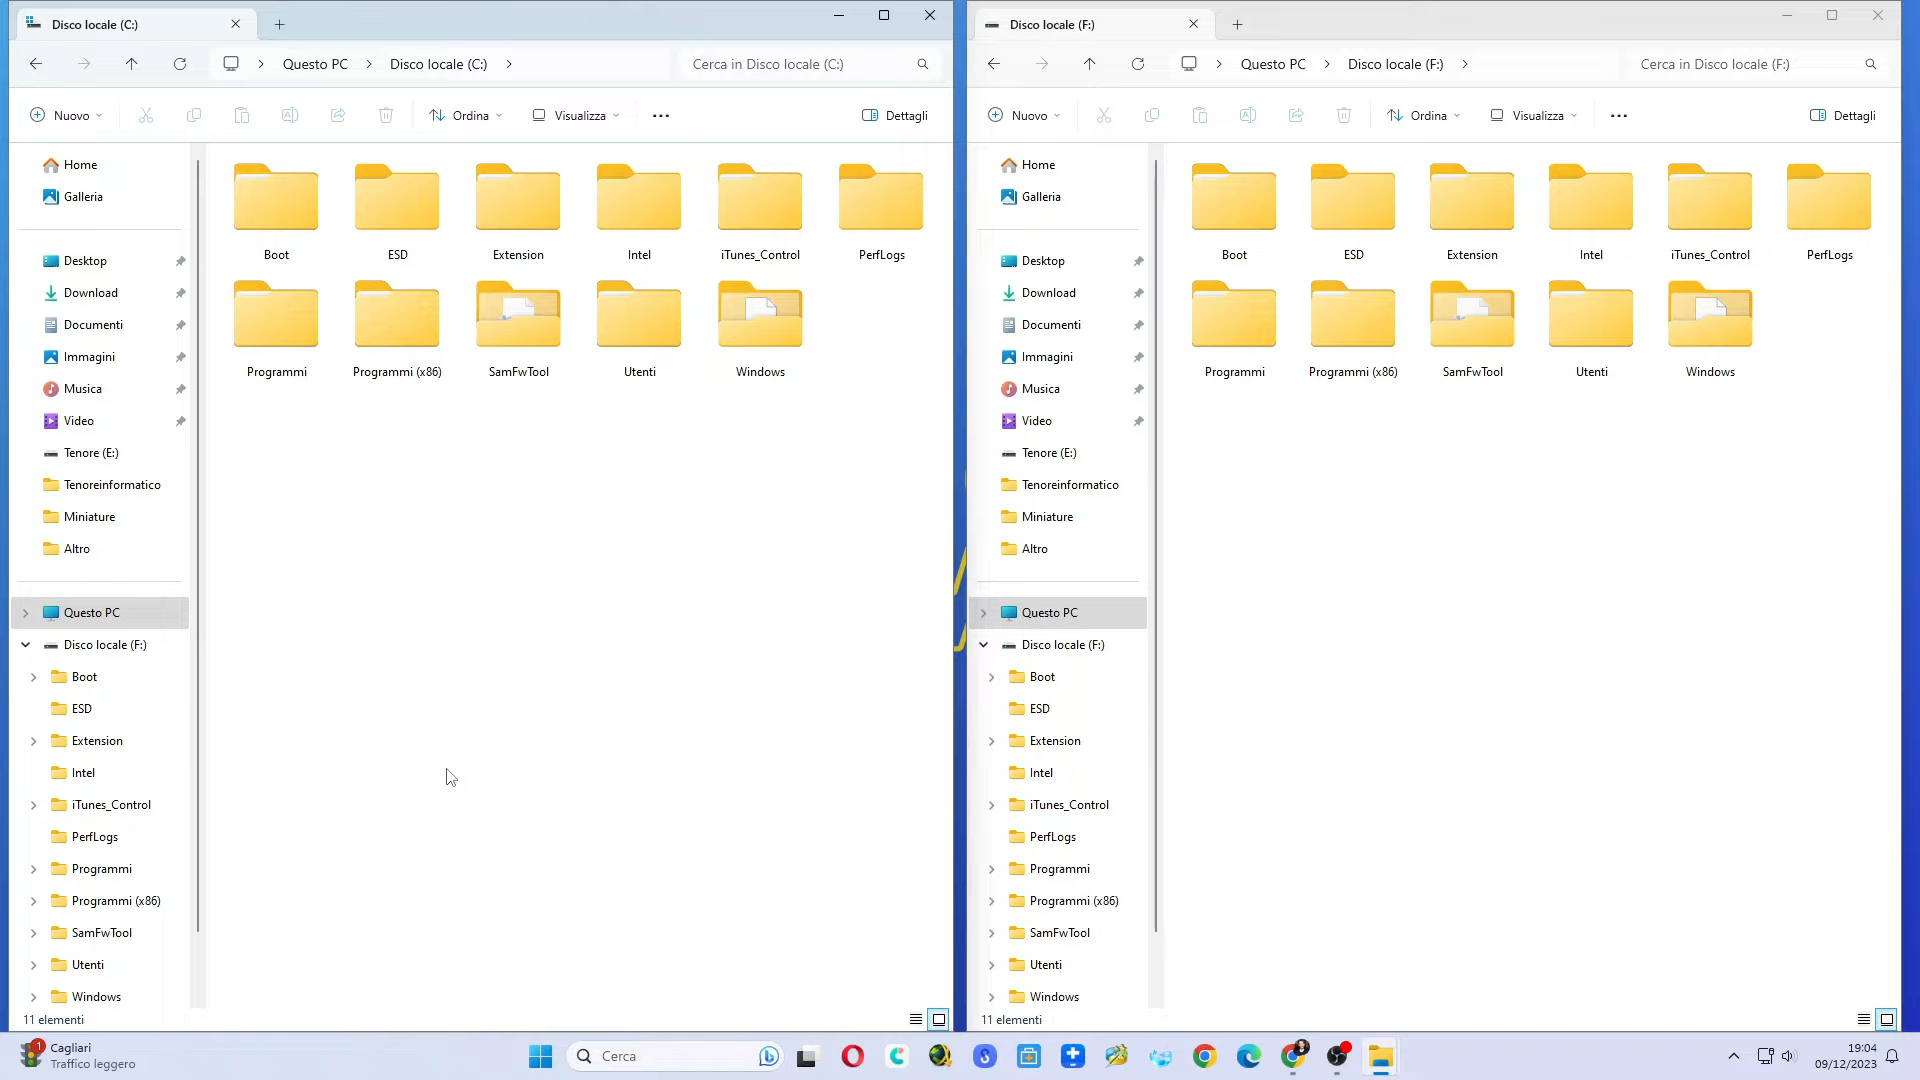 Disco locale (C:)
Questo PC
Disco locale (C:)
Cerca in Disco locale (C:)
Nuovo
Ordina
Visualizza
Dettagli
Home
Galleria
Desktop
Download
Documenti
Immagini
Musica
Video
Tenore (E:)
Tenoreinformatico
Miniature
Altro
Questo PC
Disco locale (F:)
Boot
ESD
Extension
Intel
iTunes_Control
PerfLogs
Programmi
Programmi (x86)
SamFwTool
Utenti
Windows
Boot
ESD
Extension
Intel
iTunes_Control
PerfLogs
Programmi
Programmi (x86)
SamFwTool
Utenti
Windows
11 elementi
Disco locale (F:)
Questo PC
Disco locale (F:)
Cerca in Disco locale (F:)
Nuovo
Ordina
Visualizza
Dettagli
Home
Galleria
Desktop
Download
Documenti
Immagini
Musica
Video
Tenore (E:)
Tenoreinformatico
Miniature
Altro
Questo PC
Disco locale (F:)
Boot
ESD
Extension
Intel
iTunes_Control
PerfLogs
Programmi
Programmi (x86)
SamFwTool
Utenti
Windows
Boot
ESD
Extension
Intel
iTunes_Control
PerfLogs
Programmi
Programmi (x86)
SamFwTool
Utenti
Windows
11 elementi
1
Cagliari
Traffico leggero
Cerca
19:04
09/12/2023